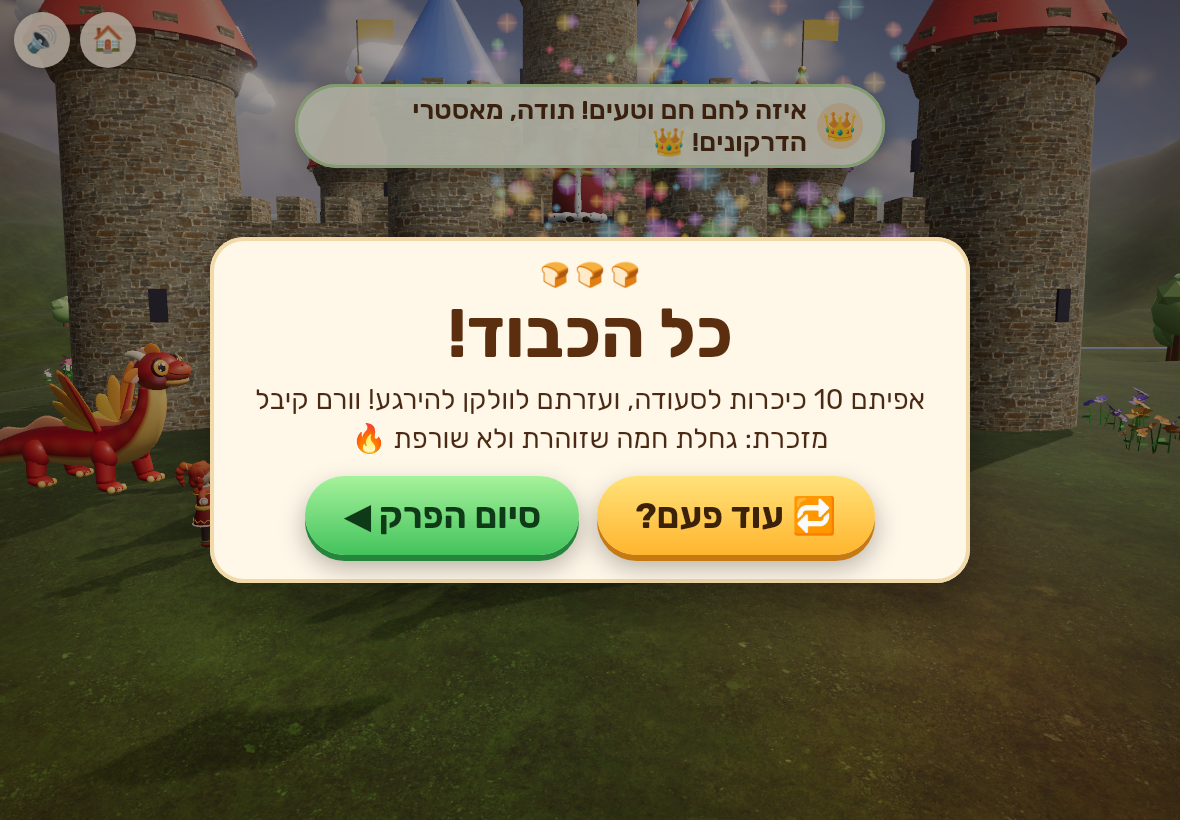 איזה לחם חם וטעים! תודה, מאסטרי
הדרקונים! 👑
כל הכבוד!
אפיתם 10 כיכרות לסעודה, ועזרתם לוולקן להירגע! וורם קיבל
מזכרת: גחלת חמה שזוהרת ולא שורפת 🔥
🔁 עוד פעם?
סיום הפרק ◀